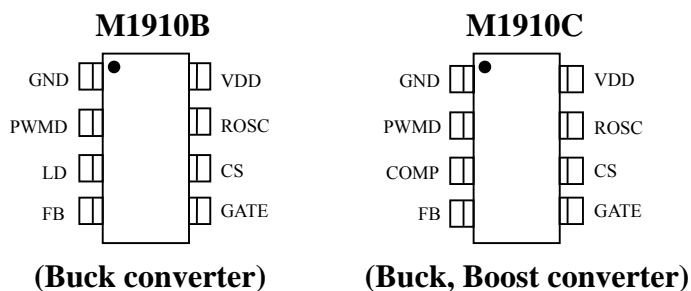 M1910B M1910C
GND VDD GND VDD
PWMD ROSC PWMD ROSC
LD CS COMP CS
FB GATE FB GATE
(Buck converter) (Buck, Boost converter)